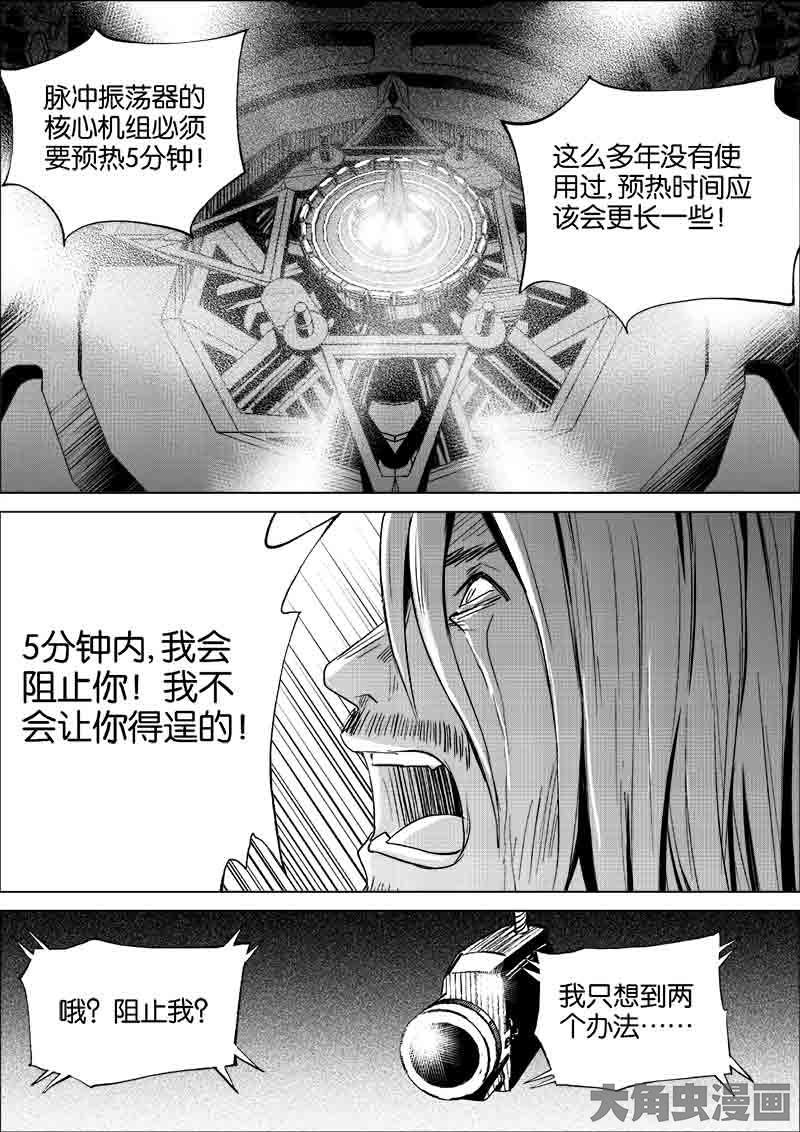 脉冲振荡器的
核心机组必须
要预热5分钟！
这么多年没有使
用过，预热时间应
该会更长一些！
5分钟内，我会
阻止你！我不
会让你得逞的！
哦？阻止我？
我只想到两
个办法……
大角虫漫画